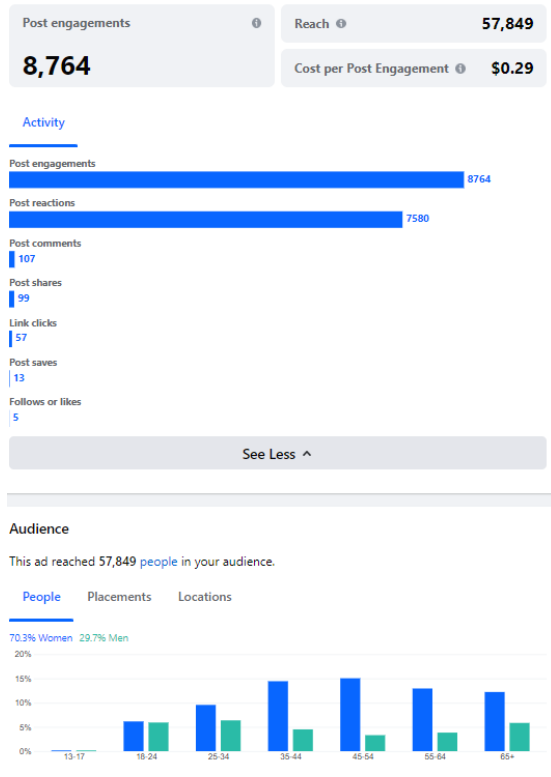 Post engagements
8,764
Reach 57,849
Cost per Post Engagement $0.29
Activity
Post engagements
8764
Post reactions
7580
Post comments
107
Post shares
99
Link clicks
57
Post saves
13
Follows or likes
5
See Less
Audience
This ad reached 57,849 people in your audience.
People Placements Locations
70.3% Women 29.7% Men
20%
15%
10%
5%
0%
13-17 18-24 25-34 35-44 45-54 55-64 65+